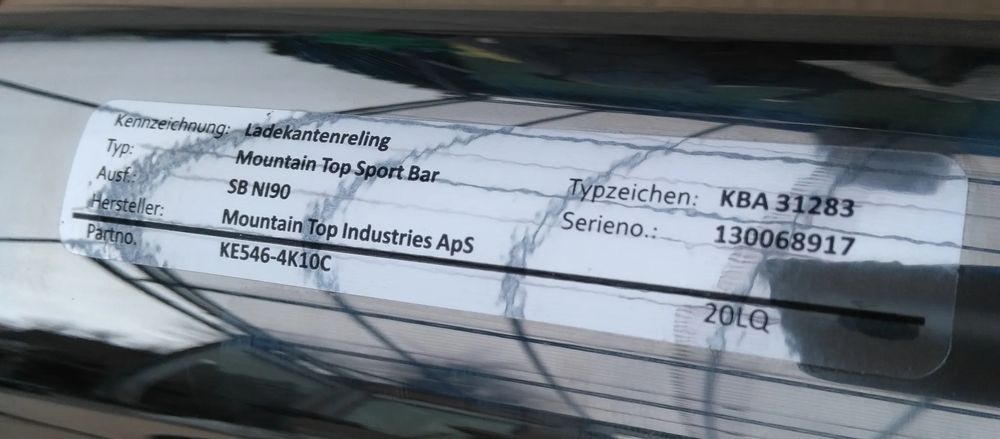 Kennzeichnung: Ladekantenreling
Typ: Mountain Top Sport Bar
Ausf.: SB NI90
Hersteller: Mountain Top Industries ApS
Partno. KE546-4K10C
Typzeichen: KBA 31283
Serieno.: 130068917
20LQ